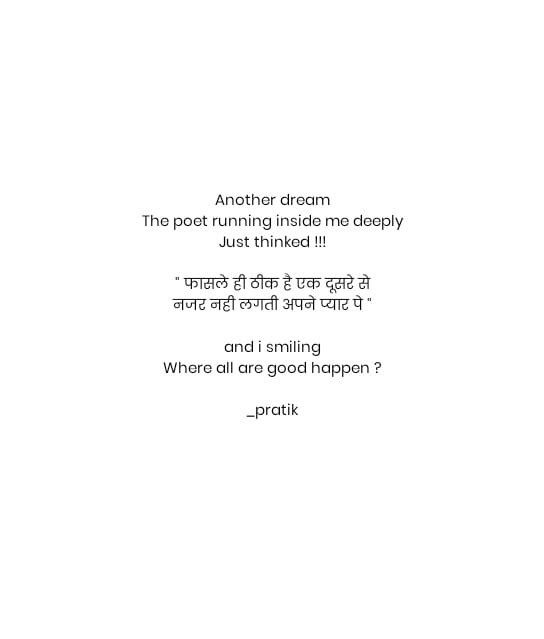 Another dream
The poet running inside me deeply
Just thinked !!!
" फासले ही ठीक है एक दूसरे से
नजर नही लगती अपने प्यार पे "
and i smiling
Where all are good happen ?
_pratik